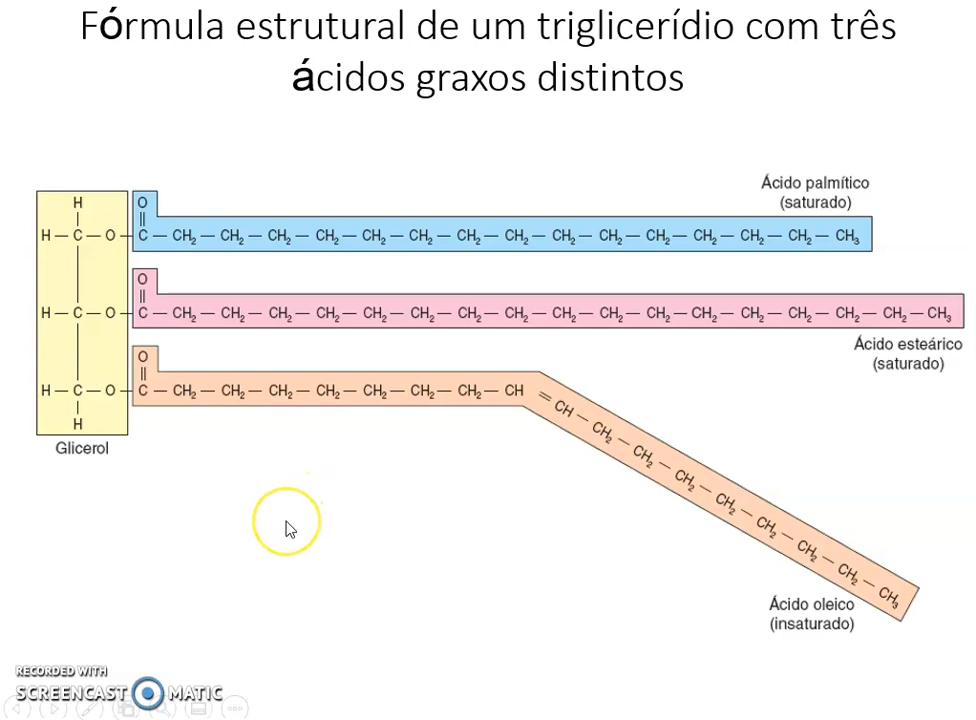 Fórmula estrutural de um triglicerídio com três
ácidos graxos distintos
Ácido palmítico
(saturado)
H O
H — C — O — C — CH₂ — CH₂ — CH₂ — CH₂ — CH₂ — CH₂ — CH₂ — CH₂ — CH₂ — CH₂ — CH₂ — CH₂ — CH₂ — CH₂ — CH₃
O
H — C — O — C — CH₂ — CH₂ — CH₂ — CH₂ — CH₂ — CH₂ — CH₂ — CH₂ — CH₂ — CH₂ — CH₂ — CH₂ — CH₂ — CH₂ — CH₂ — CH₂ — CH₃
Ácido esteárico
(saturado)
O
H — C — O — C — CH₂ — CH₂ — CH₂ — CH₂ — CH₂ — CH₂ — CH₂ — CH = CH — CH₂ — CH₂ — CH₂ — CH₂ — CH₂ — CH₂ — CH₂ — CH₃
H
Glicerol
Ácido oleico
(insaturado)
RECORDED WITH
SCREENCAST MATIC